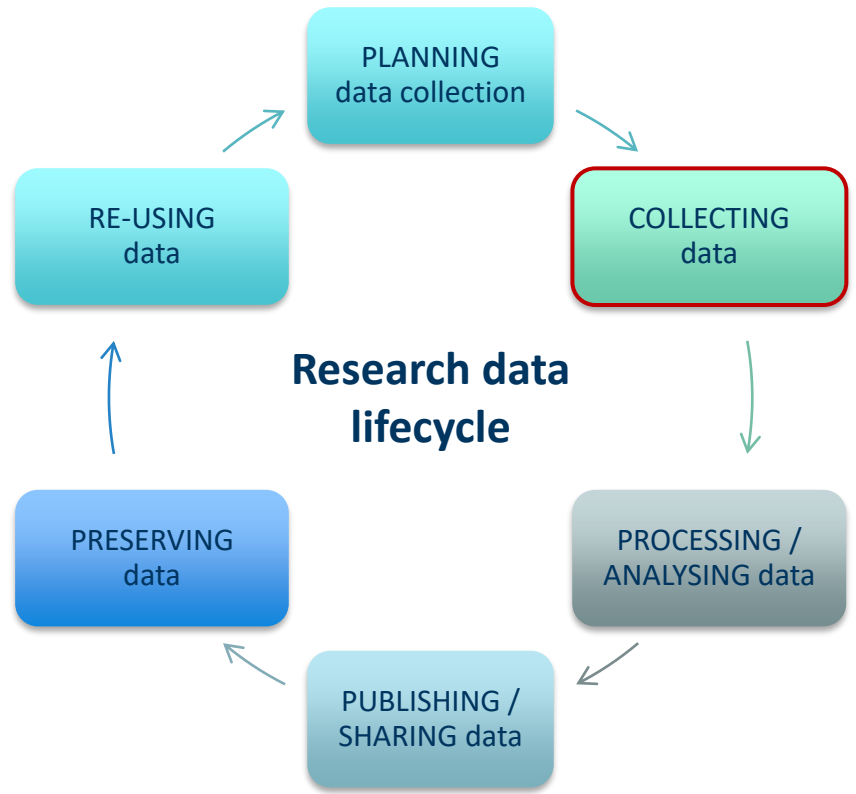 PLANNING
data collection
COLLECTING
data
PROCESSING /
ANALYSING data
PUBLISHING /
SHARING data
PRESERVING
data
RE-USING
data
Research data
lifecycle